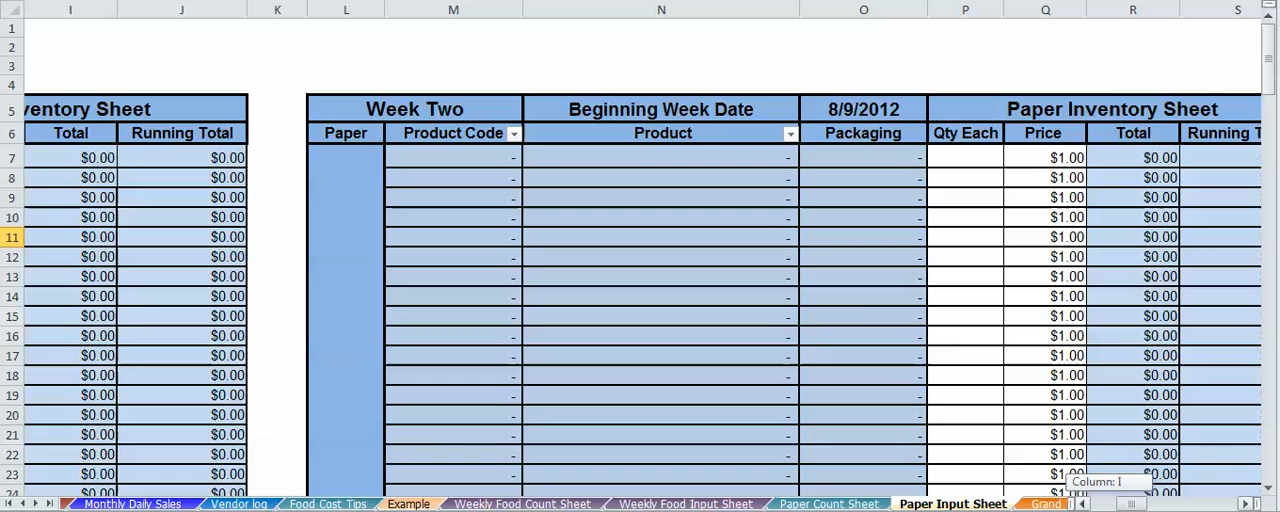 I J K L M N O P Q R S
1
2
3
4
5 ventory Sheet Week Two Beginning Week Date 8/9/2012 Paper Inventory Sheet
6 Total Running Total Paper Product Code Product Packaging Qty Each Price Total Running T
7 $0.00 $0.00 - - - $1.00 $0.00
8 $0.00 $0.00 - - - $1.00 $0.00
9 $0.00 $0.00 - - - $1.00 $0.00
10 $0.00 $0.00 - - - $1.00 $0.00
11 $0.00 $0.00 - - - $1.00 $0.00
12 $0.00 $0.00 - - - $1.00 $0.00
13 $0.00 $0.00 - - - $1.00 $0.00
14 $0.00 $0.00 - - - $1.00 $0.00
15 $0.00 $0.00 - - - $1.00 $0.00
16 $0.00 $0.00 - - - $1.00 $0.00
17 $0.00 $0.00 - - - $1.00 $0.00
18 $0.00 $0.00 - - - $1.00 $0.00
19 $0.00 $0.00 - - - $1.00 $0.00
20 $0.00 $0.00 - - - $1.00 $0.00
21 $0.00 $0.00 - - - $1.00 $0.00
22 $0.00 $0.00 - - - $1.00 $0.00
23 $0.00 $0.00 - - - $1.00 $0.00
Column: I
24 $0.00 $0.00
Monthly Daily Sales Vendor log Food Cost Tips Example Weekly Food Count Sheet Weekly Food Input Sheet Paper Count Sheet Paper Input Sheet Grand